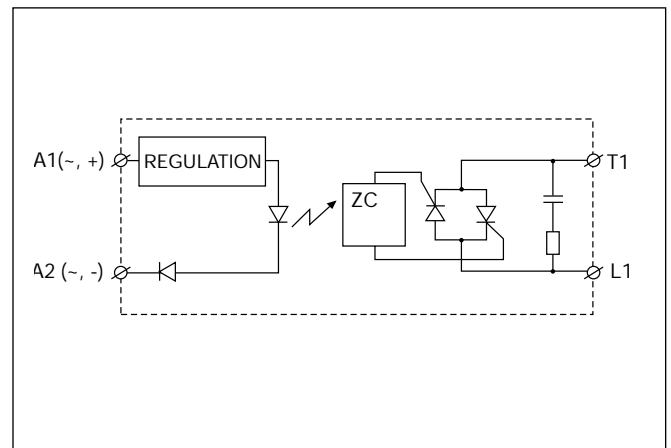 A1(~, +)
REGULATION
ZC
T1
A2 (~, -)
L1